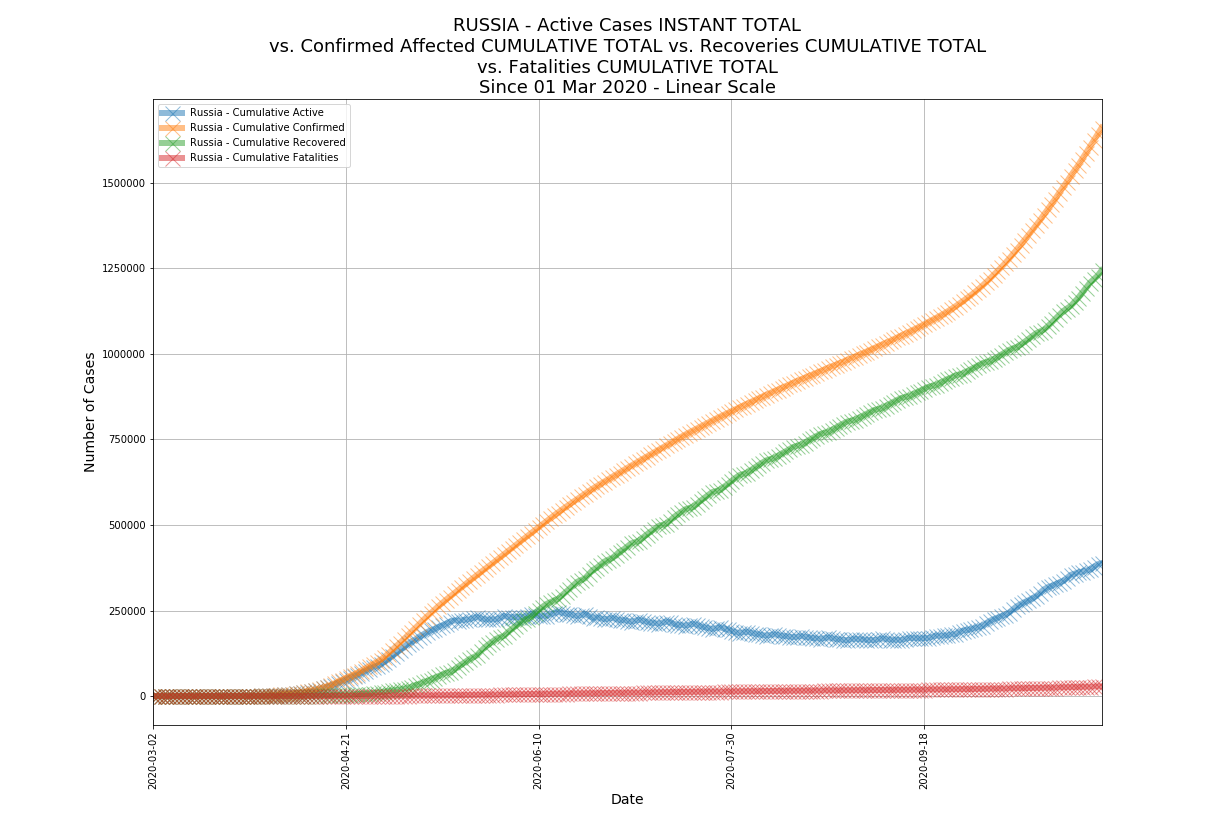 RUSSIA - Active Cases INSTANT TOTAL
vs. Confirmed Affected CUMULATIVE TOTAL vs. Recoveries CUMULATIVE TOTAL
vs. Fatalities CUMULATIVE TOTAL
Since 01 Mar 2020 - Linear Scale
Russia - Cumulative Active
Russia - Cumulative Confirmed
Russia - Cumulative Recovered
Russia - Cumulative Fatalities
Number of Cases
1500000
1250000
1000000
750000
500000
250000
0
2020-03-02
2020-04-21
2020-06-10
2020-07-30
2020-09-18
Date